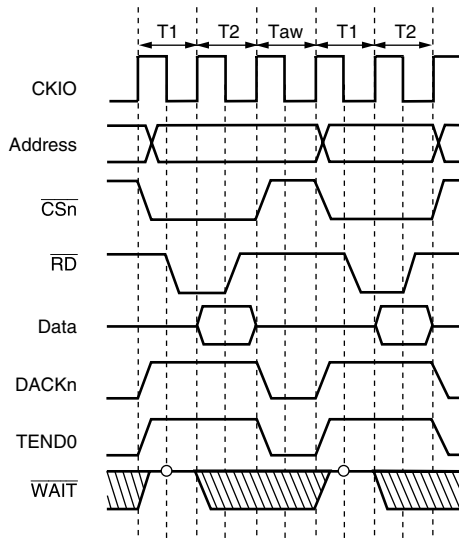 T1 T2 Taw T1 T2
CKIO
Address
CSn
RD
Data
DACKn
TEND0
WAIT